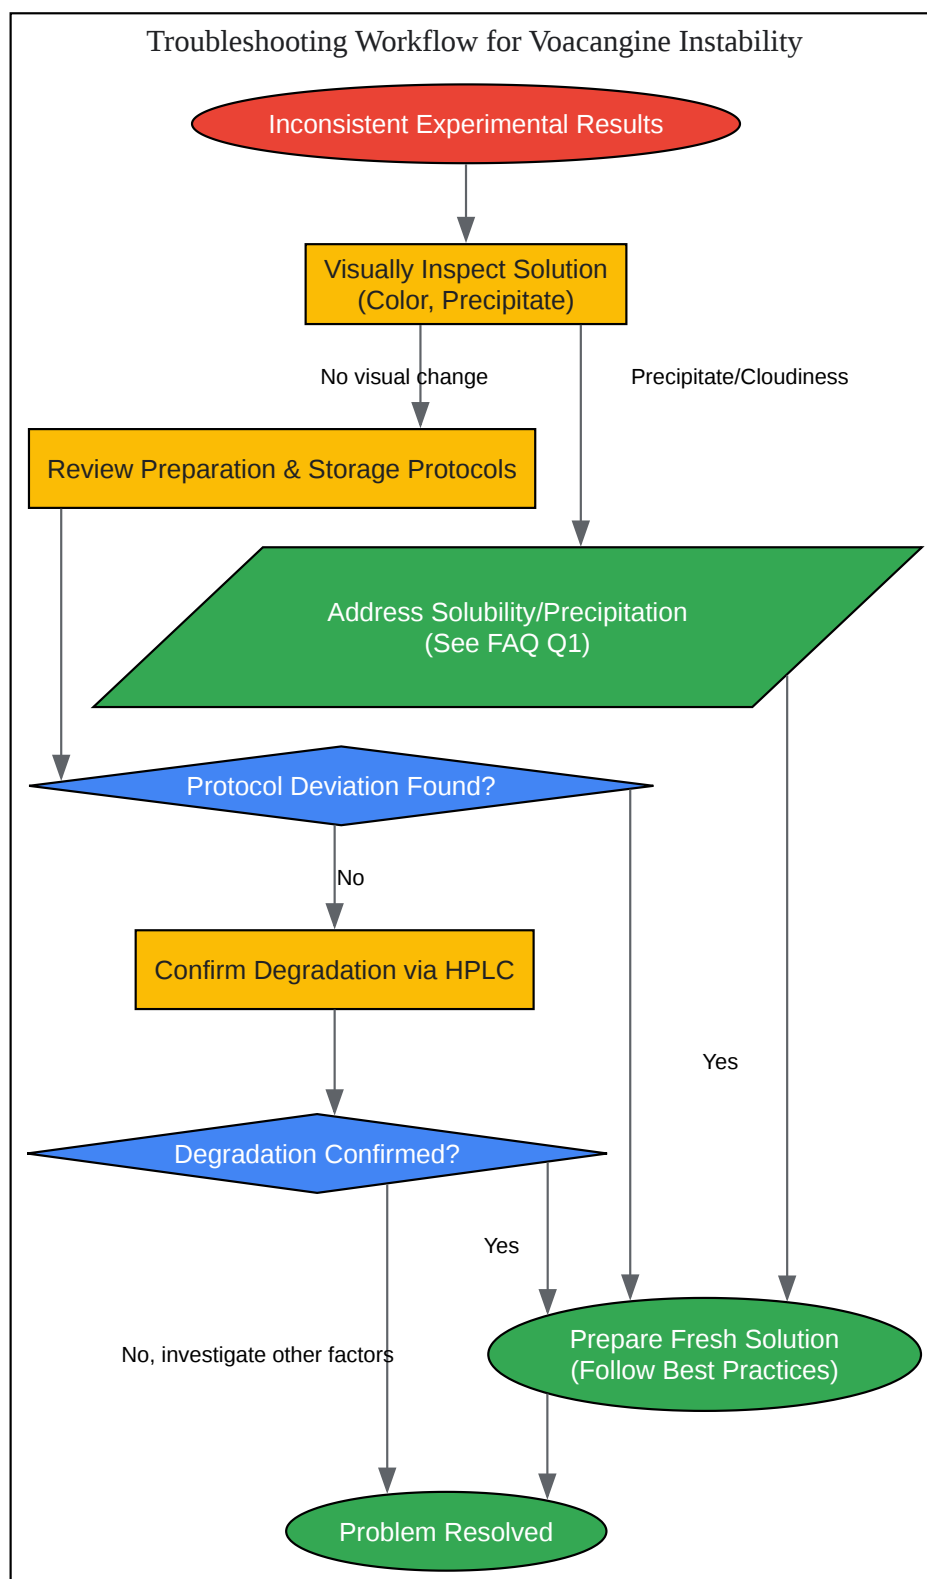 Troubleshooting Workflow for Voacangine Instability
Inconsistent Experimental Results
Visually Inspect Solution
(Color, Precipitate)
No visual change
Precipitate/Cloudiness
Review Preparation & Storage Protocols
Address Solubility/Precipitation
(See FAQ Q1)
Protocol Deviation Found?
No
Confirm Degradation via HPLC
Yes
Degradation Confirmed?
Yes
No, investigate other factors
Prepare Fresh Solution
(Follow Best Practices)
Problem Resolved